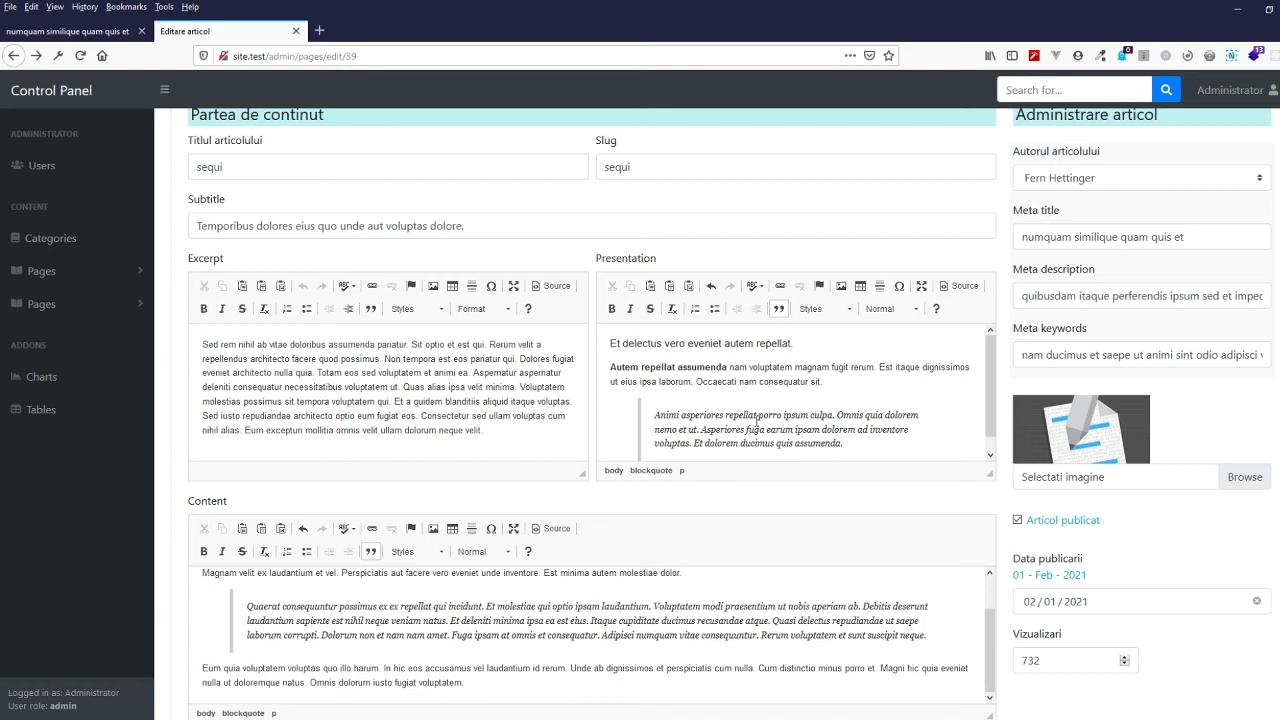 File Edit View History Bookmarks Tools Help
numquam similique quam quis et
Editare articol
site.test/admin/pages/edit/39
0
13
Control Panel
Search for...
Administrator
ADMINISTRATOR
Users
CONTENT
Categories
Pages
Pages
ADDONS
Charts
Tables
Logged in as: Administrator
User role: admin
Partea de continut
Titlul articolului
Slug
sequi
sequi
Subtitle
Temporibus dolores eius quo unde aut voluptas dolore.
Excerpt
Source
Styles
Format
Sed rem nihil ab vitae doloribus assumenda pariatur. Sit optio et est qui. Rerum velit a
repellendus architecto facere quod possimus. Non tempora est eos pariatur qui. Dolores fugiat
eveniet architecto nulla quia. Totam eos sed voluptatem et animi ea. Aspernatur aspernatur
deleniti consequatur necessitatibus voluptatem ut. Quas alias ipsa velit minima. Voluptatem
molestias possimus sit tempora voluptates enim qui. Et a quidem blanditiis aliquid itaque voluptas.
Sed iusto repudiandae architecto optio eum fugiat eos. Consectetur sed ullam voluptas cum
nihil alias. Eum excepturi mollitia omnis velit ullam dolorum neque velit.
Presentation
Source
Styles
Normal
Et delectus vero eveniet autem repellat.
Autem repellat assumenda nam voluptatem magnam fugit rerum. Est itaque dignissimos
ut eius ipsa laborum. Occaecati nam consequatur sit.
Animi asperiores repellat porro ipsum culpa. Omnis quia dolorem
nemo et ut. Asperiores fuga earum ipsam dolorem ad inventore
voluptas. Et dolorem ducimus quis assumenda.
body blockquote p
Content
Source
Styles
Normal
Magnam velit ex laudantium et vel. Perspiciatis aut facere vero eveniet unde inventore. Est minima autem molestiae dolor.
Quaerat consequuntur possimus ex ex repellat qui incidunt. Et molestiae qui optio ipsam laudantium. Voluptatem modi praesentium ut nobis aperiam ab. Debitis deserunt
laudantium sapiente est nihil neque veniam natus. Et deleniti minima ipsa ea est eius. Itaque cupiditate ducimus recusandae atque. Quasi delectus repudiandae ut saepe
laborum corrupti. Dolorum non et nam nam amet. Fuga ipsam at omnis et consequatur. Adipisci numquam vitae consequuntur. Rerum voluptatem et sunt suscipit neque.
Eum quia voluptatem voluptas quo illo harum. In hic eos accusamus vel laudantium id rerum. Unde ab dignissimos et perspiciatis cum nulla. Cum distinctio minus porro et. Magni hic quia eveniet
nulla ut doloremque natus. Omnis dolorum iusto fugiat voluptatem.
body blockquote p
Administrare articol
Autorul articolului
Fern Hettinger
Meta title
numquam similique quam quis et
Meta description
quibusdam itaque perferendis ipsum sed et imped
Meta keywords
nam ducimus et saepe ut animi sint odio adipisci v
Selectati imagine
Browse
Articol publicat
Data publicarii
01 - Feb - 2021
02 / 01 / 2021
Vizualizari
732